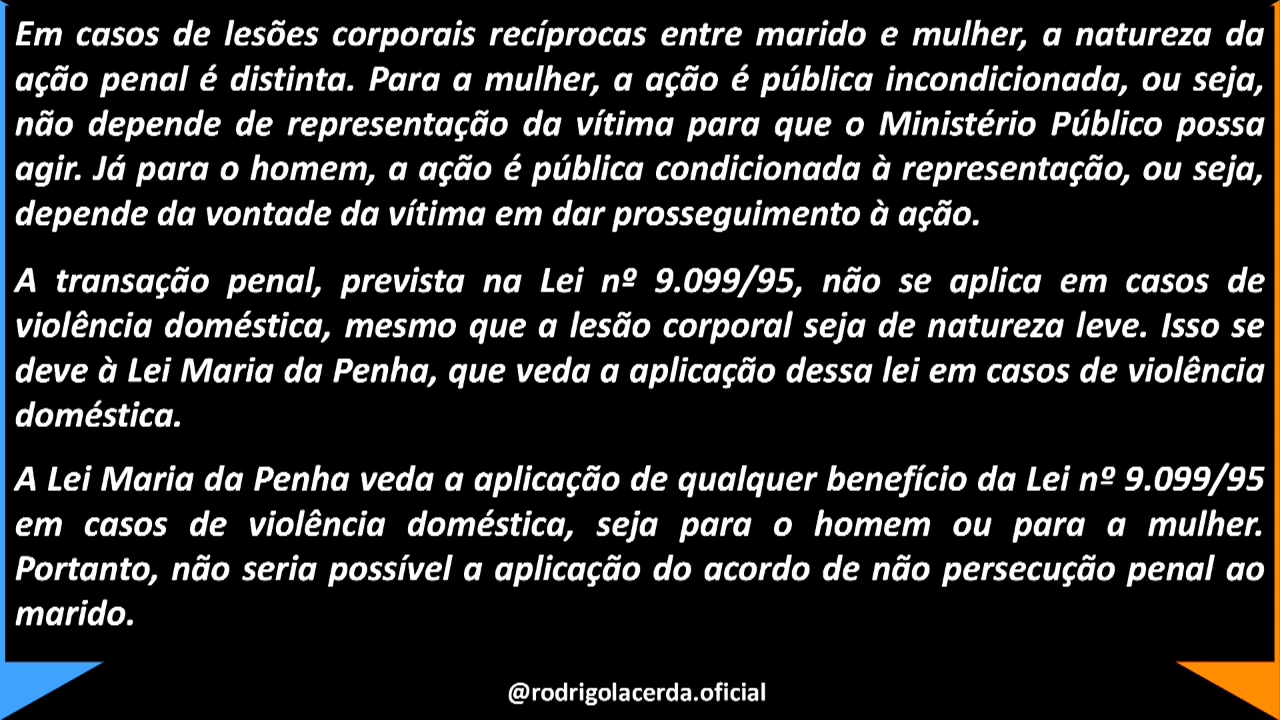 Em casos de lesões corporais recíprocas entre marido e mulher, a natureza da
ação penal é distinta. Para a mulher, a ação é pública incondicionada, ou seja,
não depende de representação da vítima para que o Ministério Público possa
agir. Já para o homem, a ação é pública condicionada à representação, ou seja,
depende da vontade da vítima em dar prosseguimento à ação.
A transação penal, prevista na Lei nº 9.099/95, não se aplica em casos de
violência doméstica, mesmo que a lesão corporal seja de natureza leve. Isso se
deve à Lei Maria da Penha, que veda a aplicação dessa lei em casos de violência
doméstica.
A Lei Maria da Penha veda a aplicação de qualquer benefício da Lei nº 9.099/95
em casos de violência doméstica, seja para o homem ou para a mulher.
Portanto, não seria possível a aplicação do acordo de não persecução penal ao
marido.
@rodrigolacerda.oficial